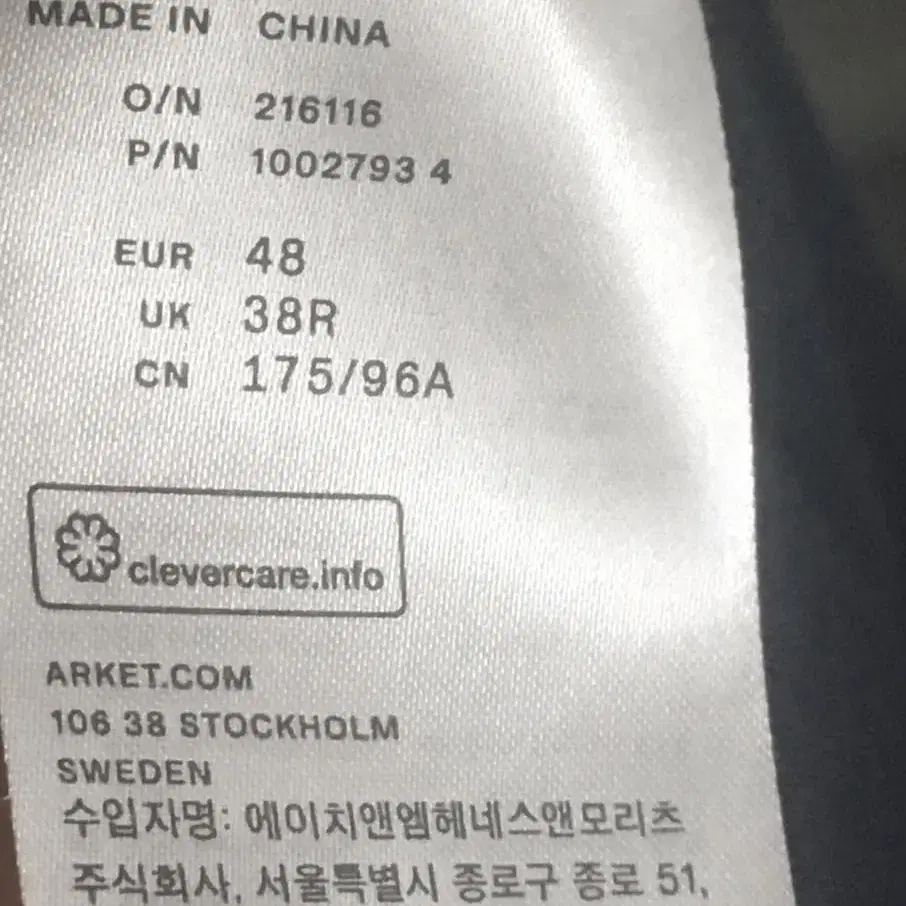 MADE IN CHINA
O/N 216116
P/N 1002793 4
EUR 48
UK 38R
CN 175/96A
clevercare.info
ARKET.COM
106 38 STOCKHOLM
SWEDEN
수입자명: 에이치앤엠헤네스앤모리츠
주식회사, 서울특별시 종로구 종로 51,